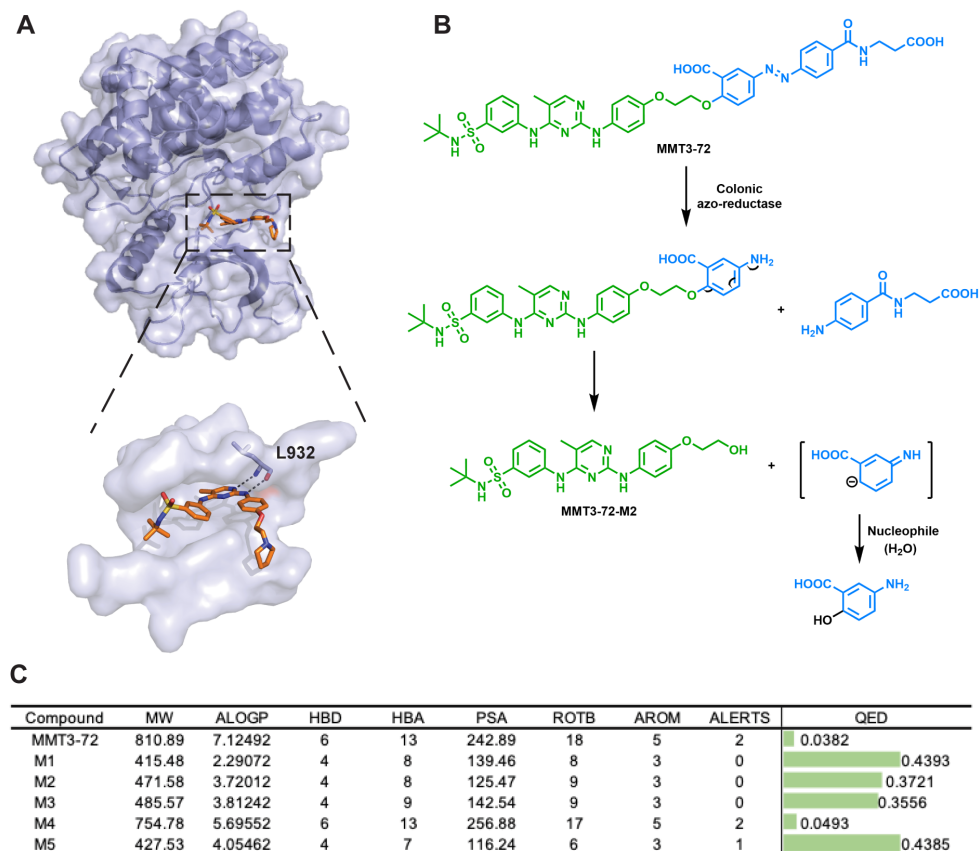 A
L932
B
COOH
O
N
H
HOOC
N
N
O
O
N
N
H
N
N
H
O
S
O
N
H
MMT3-72
Colonic
azo-reductase
HOOC
NH2
O
O
N
N
H
N
N
H
O
S
O
N
H
+
O
N
H
COOH
H2N
O
OH
N
N
H
N
N
H
O
S
O
N
H
MMT3-72-M2
+
HOOC
NH
⊖
Nucleophile
(H2O)
HOOC
NH2
HO
C
Compound MW ALOGP HBD HBA PSA ROTB AROM ALERTS QED
MMT3-72 810.89 7.12492 6 13 242.89 18 5 2 0.0382
M1 415.48 2.29072 4 8 139.46 8 3 0 0.4393
M2 471.58 3.72012 4 8 125.47 9 3 0 0.3721
M3 485.57 3.81242 4 9 142.54 9 3 0 0.3556
M4 754.78 5.69552 6 13 256.88 17 5 2 0.0493
M5 427.53 4.05462 4 7 116.24 6 3 1 0.4385